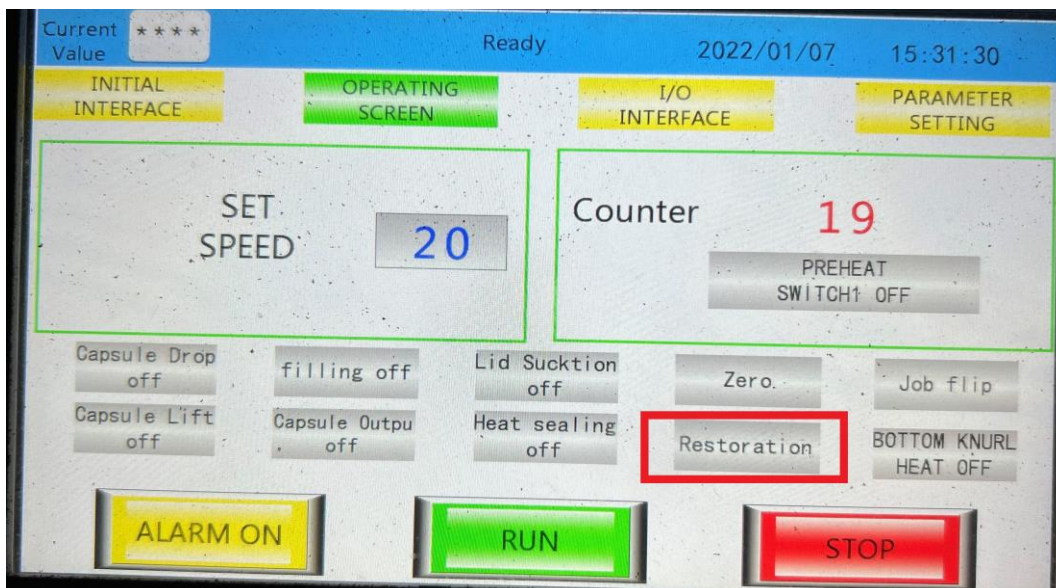 Current
Value
****
Ready
2022/01/07
15:31:30
INITIAL
INTERFACE
OPERATING
SCREEN
I/O
INTERFACE
PARAMETER
SETTING
SET
SPEED
20
Counter
19
PREHEAT
SWITCH1 OFF
Capsule Drop
off
filling off
Lid Sucktion
off
Zero
Job flip
Capsule Lift
off
Capsule Outpu
off
Heat sealing
off
Restoration
BOTTOM KNURL
HEAT OFF
ALARM ON
RUN
STOP